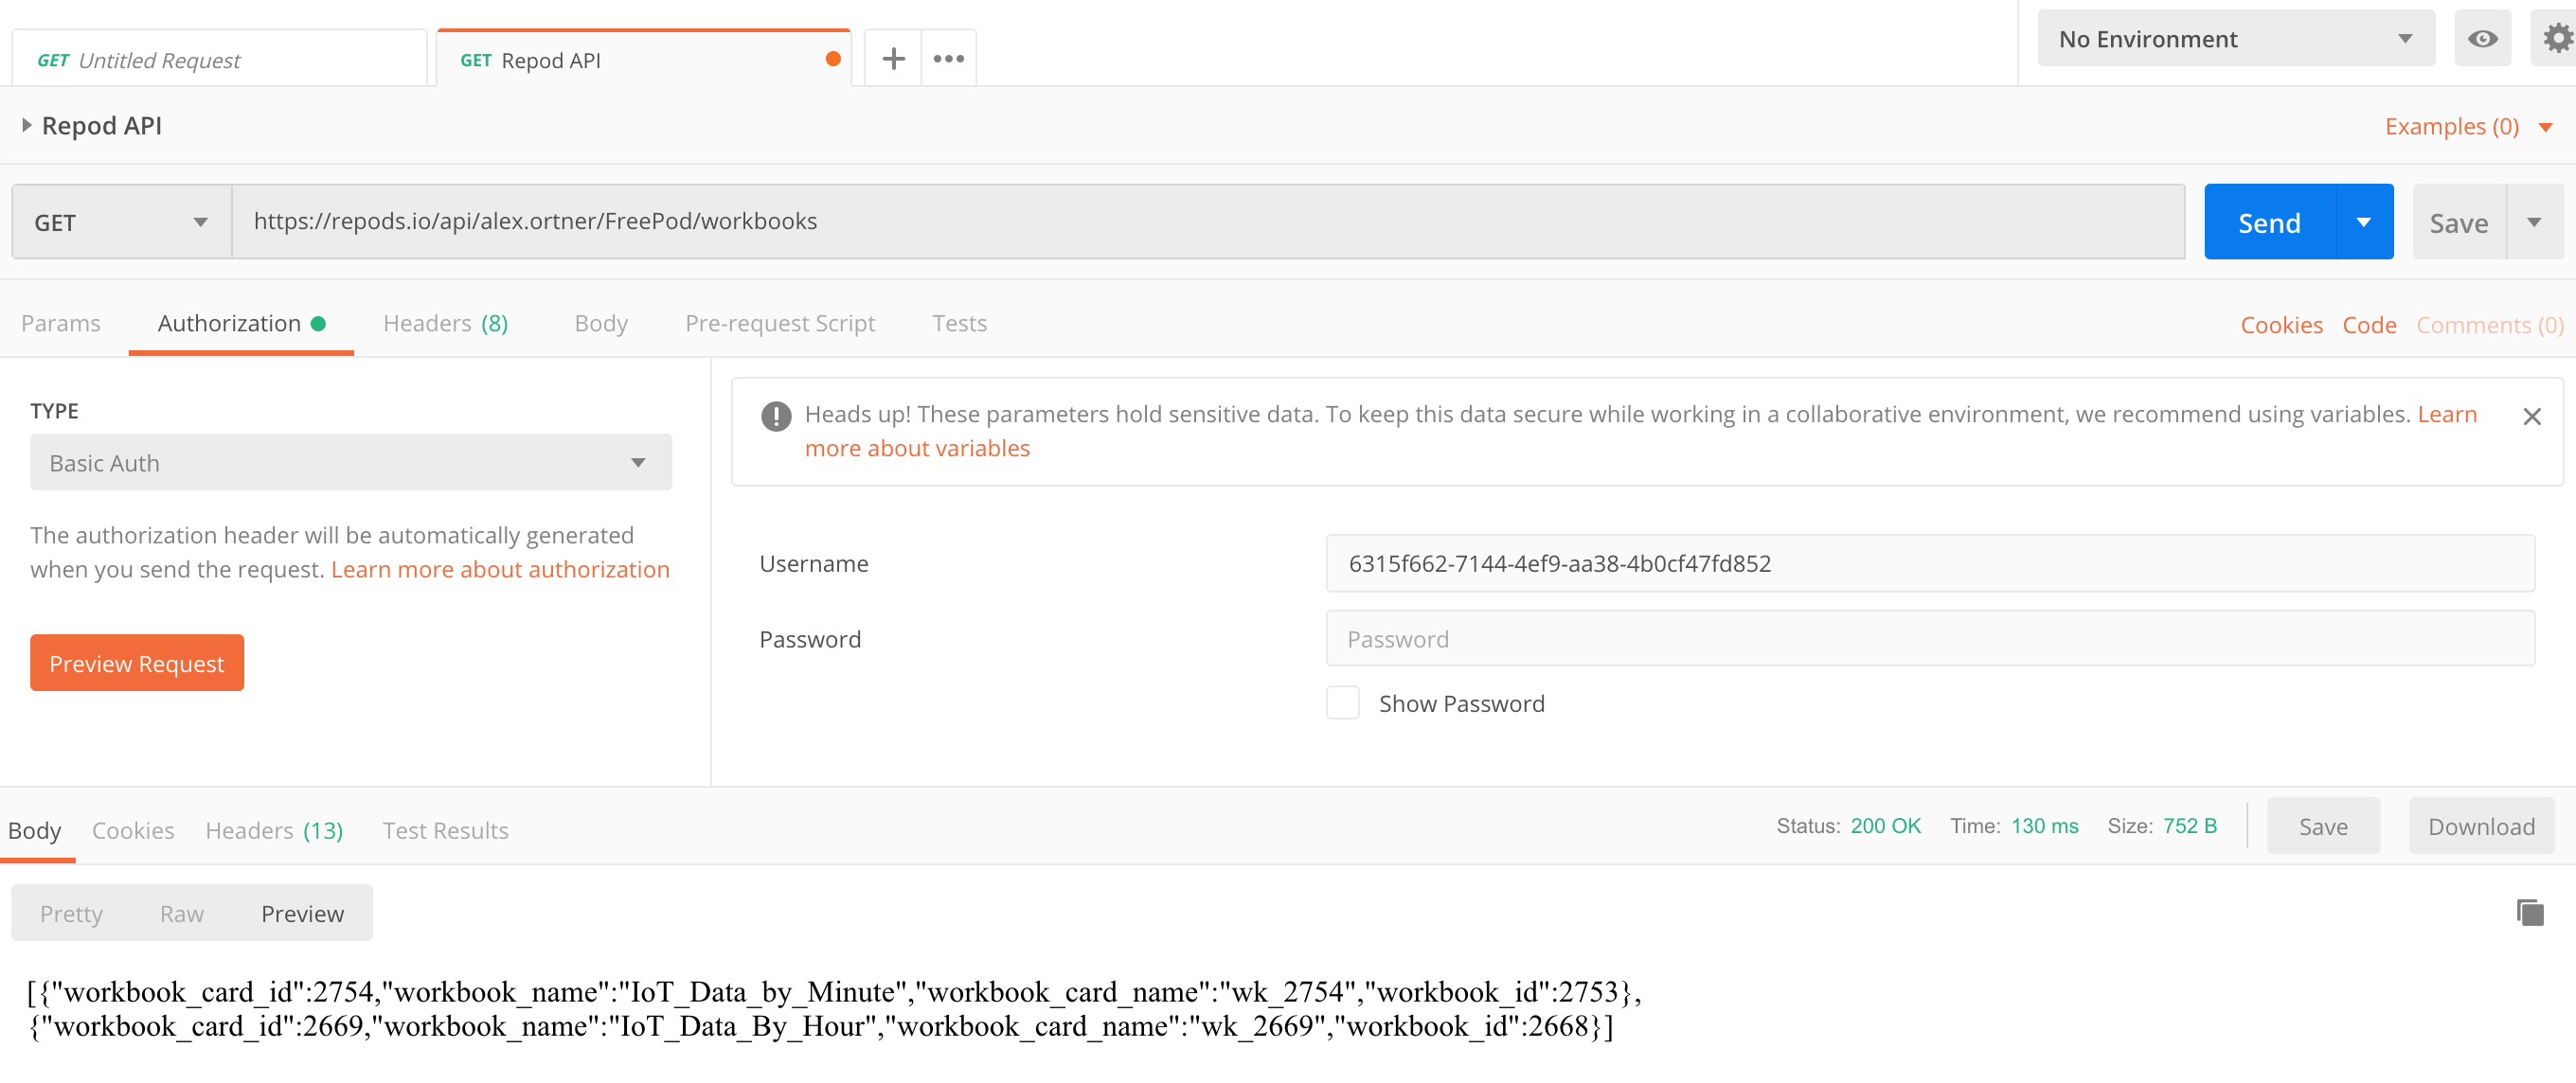 GET Untitled Request
GET Repod API
No Environment
Repod API
Examples (0)
GET
https://repods.io/api/alex.ortner/FreePod/workbooks
Send
Save
Params
Authorization
Headers (8)
Body
Pre-request Script
Tests
Cookies
Code
Comments (0)
TYPE
Basic Auth
The authorization header will be automatically generated
when you send the request. Learn more about authorization
Preview Request
Heads up! These parameters hold sensitive data. To keep this data secure while working in a collaborative environment, we recommend using variables. Learn
more about variables
Username
6315f662-7144-4ef9-aa38-4b0cf47fd852
Password
Password
Show Password
Body
Cookies
Headers (13)
Test Results
Status: 200 OK
Time: 130 ms
Size: 752 B
Save
Download
Pretty
Raw
Preview
[{"workbook_card_id":2754,"workbook_name":"IoT_Data_by_Minute","workbook_card_name":"wk_2754","workbook_id":2753},
{"workbook_card_id":2669,"workbook_name":"IoT_Data_By_Hour","workbook_card_name":"wk_2669","workbook_id":2668}]